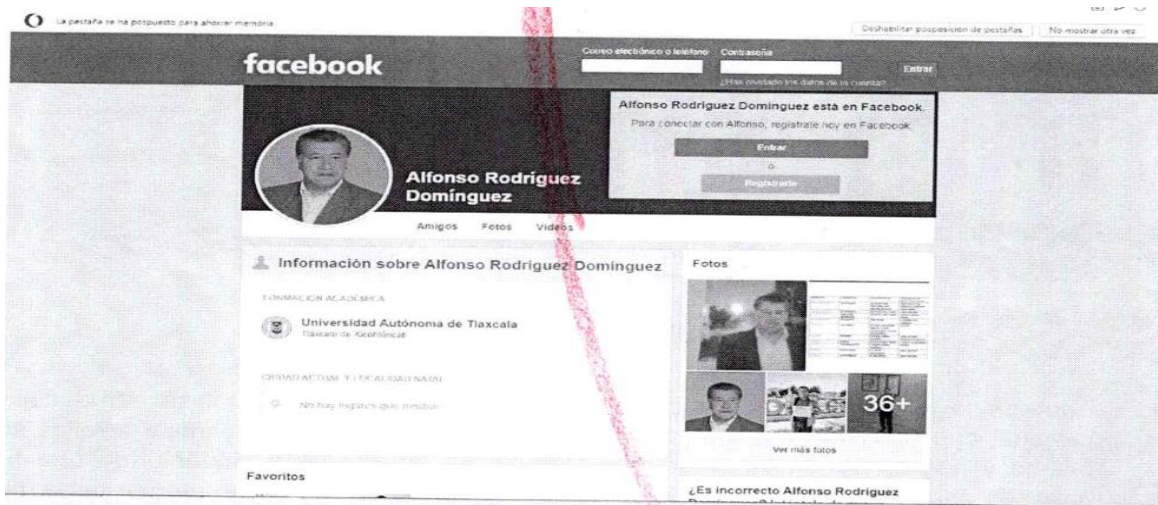 La pestaña se ha pospuesto para ahorrar memoria
Deshabilitar posposición de pestañas
No mostrar otra vez
facebook
Correo electrónico o teléfono
Contraseña
Entrar
¿Has olvidado los datos de la cuenta?
Alfonso Rodríguez Domínguez está en Facebook.
Para conectar con Alfonso, regístrate hoy en Facebook.
Entrar
o
Registrarte
Alfonso Rodríguez
Domínguez
Amigos Fotos Vídeos
Información sobre Alfonso Rodríguez Domínguez
FORMACIÓN ACADÉMICA
Universidad Autónoma de Tlaxcala
Tlaxcala de Xicohténcatl
CIUDAD ACTUAL Y LOCALIDAD NATAL
No hay lugares que mostrar
Favoritos
Fotos
36+
Ver más fotos
¿Es incorrecto Alfonso Rodríguez